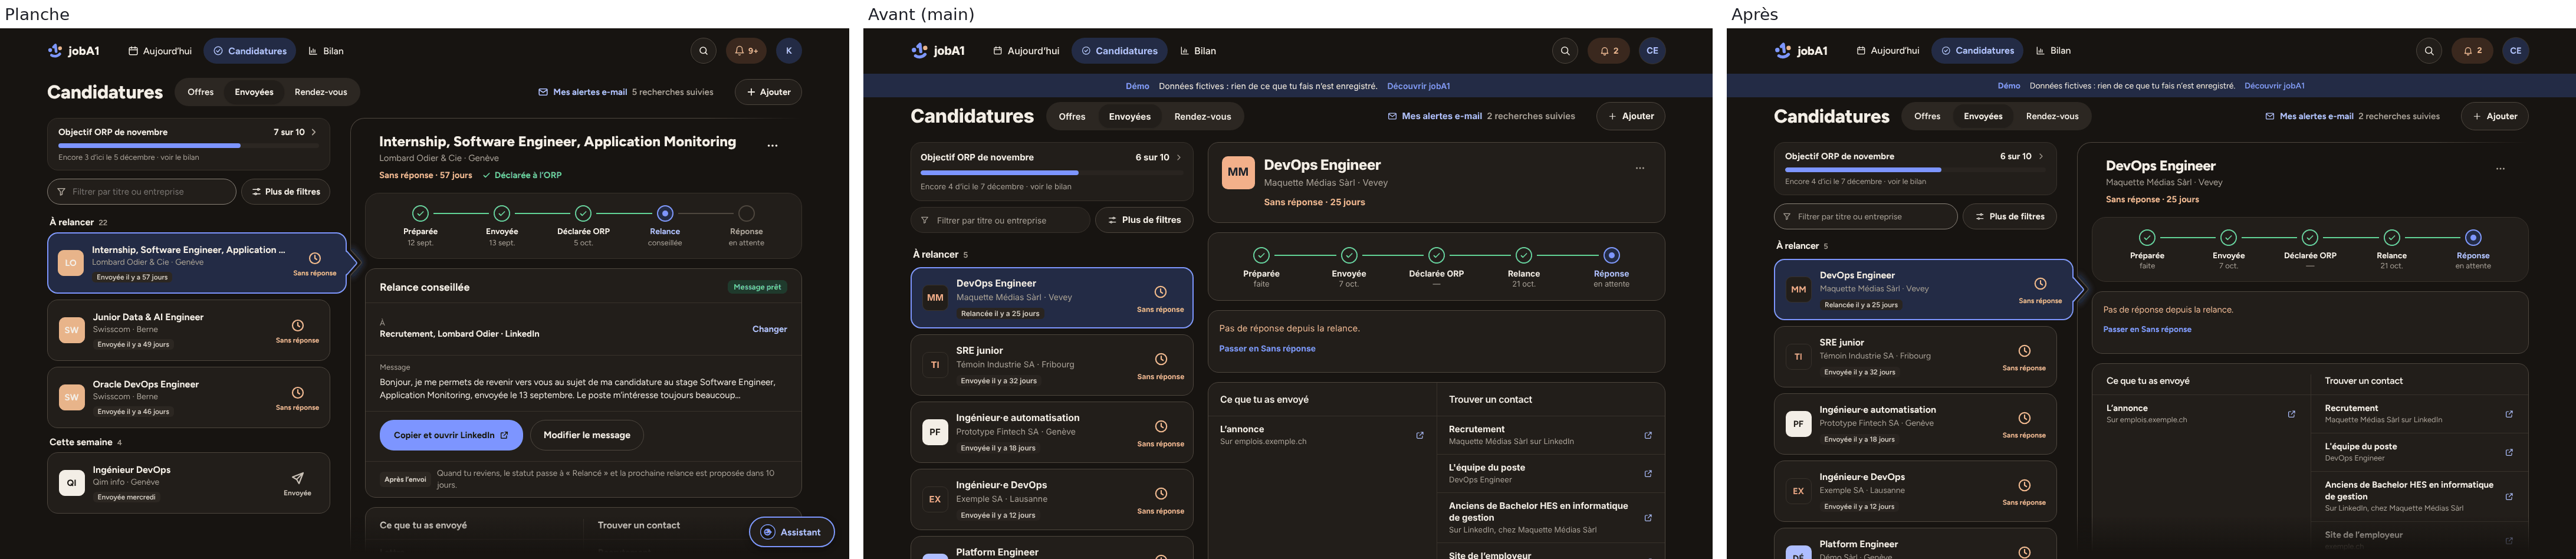 Planche
jobA1
Aujourd'hui
Candidatures
Bilan
9+
K
Candidatures
Offres
Envoyées
Rendez-vous
Mes alertes e-mail 5 recherches suivies
Ajouter
Objectif ORP de novembre
7 sur 10
Encore 3 d'ici le 5 décembre · voir le bilan
Filtrer par titre ou entreprise
Plus de filtres
À relancer 22
LO
Internship, Software Engineer, Application ...
Lombard Odier & Cie · Genève
Envoyée il y a 57 jours
Sans réponse
SW
Junior Data & AI Engineer
Swisscom · Berne
Envoyée il y a 49 jours
Sans réponse
SW
Oracle DevOps Engineer
Swisscom · Berne
Envoyée il y a 46 jours
Sans réponse
Cette semaine 4
QI
Ingénieur DevOps
Qim info · Genève
Envoyée mercredi
Envoyée
Internship, Software Engineer, Application Monitoring
Lombard Odier & Cie · Genève
Sans réponse · 57 jours
Déclarée à l'ORP
Préparée
12 sept.
Envoyée
13 sept.
Déclarée ORP
5 oct.
Relance
conseillée
Réponse
en attente
Relance conseillée
Message prêt
À
Recrutement, Lombard Odier · LinkedIn
Changer
Message
Bonjour, je me permets de revenir vers vous au sujet de ma candidature au stage Software Engineer,
Application Monitoring, envoyée le 13 septembre. Le poste m'intéresse toujours beaucoup...
Copier et ouvrir LinkedIn
Modifier le message
Après l'envoi
Quand tu reviens, le statut passe à « Relancé » et la prochaine relance est proposée dans 10
jours.
Ce que tu as envoyé
Trouver un contact
Assistant
Avant (main)
jobA1
Aujourd'hui
Candidatures
Bilan
2
CE
Démo Données fictives : rien de ce que tu fais n'est enregistré. Découvrir jobA1
Candidatures
Offres
Envoyées
Rendez-vous
Mes alertes e-mail 2 recherches suivies
Ajouter
Objectif ORP de novembre
6 sur 10
Encore 4 d'ici le 7 décembre · voir le bilan
Filtrer par titre ou entreprise
Plus de filtres
À relancer 5
MM
DevOps Engineer
Maquette Médias Sàrl · Vevey
Relancée il y a 25 jours
Sans réponse
TI
SRE junior
Témoin Industrie SA · Fribourg
Envoyée il y a 32 jours
Sans réponse
PF
Ingénieur·e automatisation
Prototype Fintech SA · Genève
Envoyée il y a 18 jours
Sans réponse
EX
Ingénieur·e DevOps
Exemple SA · Lausanne
Envoyée il y a 12 jours
Sans réponse
Platform Engineer
MM
DevOps Engineer
Maquette Médias Sàrl · Vevey
Sans réponse · 25 jours
Préparée
faite
Envoyée
7 oct.
Déclarée ORP
—
Relance
21 oct.
Réponse
en attente
Pas de réponse depuis la relance.
Passer en Sans réponse
Ce que tu as envoyé
L'annonce
Sur emplois.exemple.ch
Trouver un contact
Recrutement
Maquette Médias Sàrl sur LinkedIn
L'équipe du poste
DevOps Engineer
Anciens de Bachelor HES en informatique
de gestion
Sur LinkedIn, chez Maquette Médias Sàrl
Site de l'employeur
Après
jobA1
Aujourd'hui
Candidatures
Bilan
2
CE
Démo Données fictives : rien de ce que tu fais n'est enregistré. Découvrir jobA1
Candidatures
Offres
Envoyées
Rendez-vous
Mes alertes e-mail 2 recherches suivies
Ajouter
Objectif ORP de novembre
6 sur 10
Encore 4 d'ici le 7 décembre · voir le bilan
Filtrer par titre ou entreprise
Plus de filtres
À relancer 5
MM
DevOps Engineer
Maquette Médias Sàrl · Vevey
Relancée il y a 25 jours
Sans réponse
TI
SRE junior
Témoin Industrie SA · Fribourg
Envoyée il y a 32 jours
Sans réponse
PF
Ingénieur·e automatisation
Prototype Fintech SA · Genève
Envoyée il y a 18 jours
Sans réponse
EX
Ingénieur·e DevOps
Exemple SA · Lausanne
Envoyée il y a 12 jours
Sans réponse
DÉ
Platform Engineer
Démo Sàrl · Genève
Sans réponse
DevOps Engineer
Maquette Médias Sàrl · Vevey
Sans réponse · 25 jours
Préparée
faite
Envoyée
7 oct.
Déclarée ORP
—
Relance
21 oct.
Réponse
en attente
Pas de réponse depuis la relance.
Passer en Sans réponse
Ce que tu as envoyé
L'annonce
Sur emplois.exemple.ch
Trouver un contact
Recrutement
Maquette Médias Sàrl sur LinkedIn
L'équipe du poste
DevOps Engineer
Anciens de Bachelor HES en informatique
de gestion
Sur LinkedIn, chez Maquette Médias Sàrl
Site de l'employeur